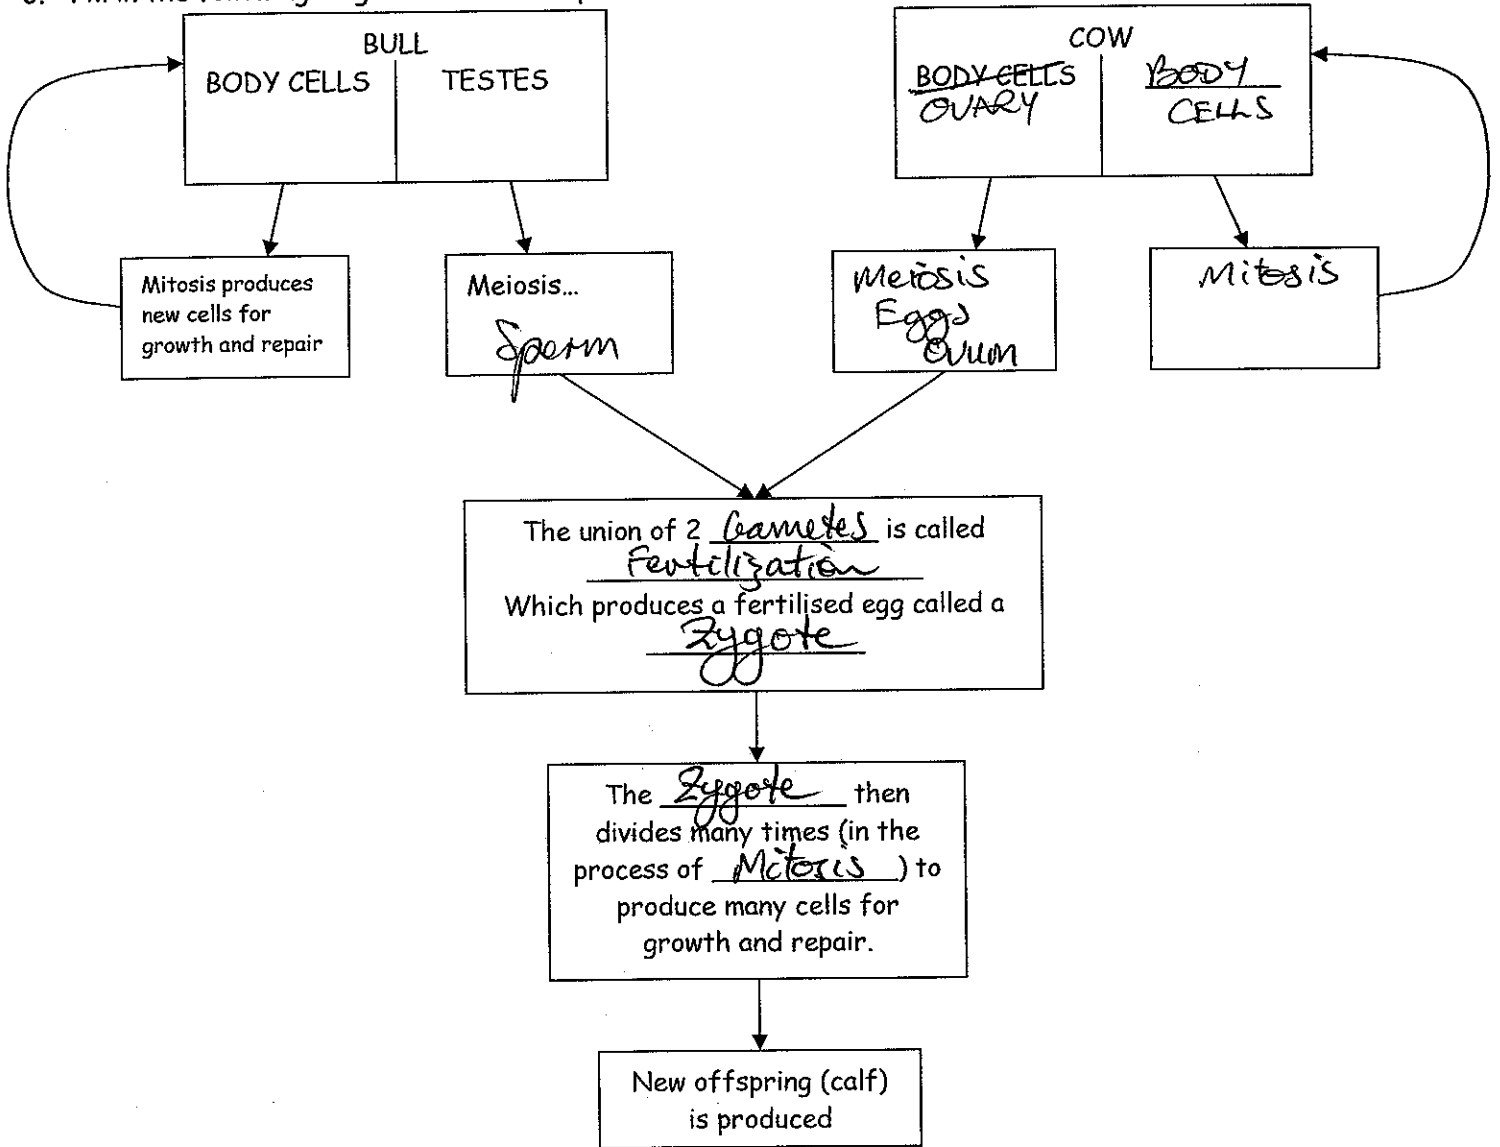 BULL
BODY CELLS TESTES
COW
BODY CELLS
OVARY
BODY
CELLS
Mitosis produces
new cells for
growth and repair
Meiosis...
Sperm
Meiosis
Eggs
Ovum
Mitosis
The union of 2 Gametes is called
Fertilization
Which produces a fertilised egg called a
Zygote
The Zygote then
divides many times (in the
process of Mitosis ) to
produce many cells for
growth and repair.
New offspring (calf)
is produced